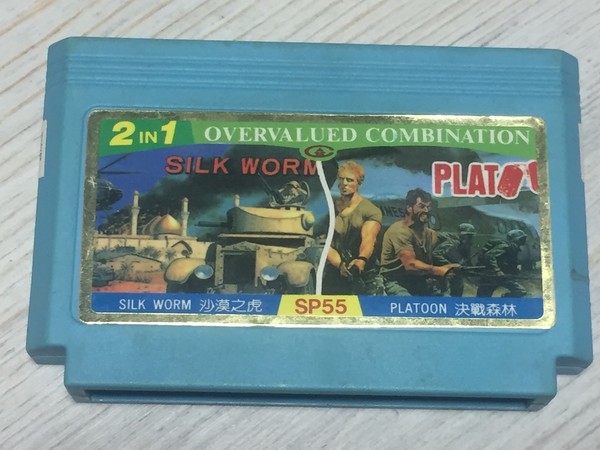 2 IN 1 OVERVALUED COMBINATION
SILK WORM
PLATOON
SILK WORM 沙漠之虎
SP55
PLATOON 決戰森林